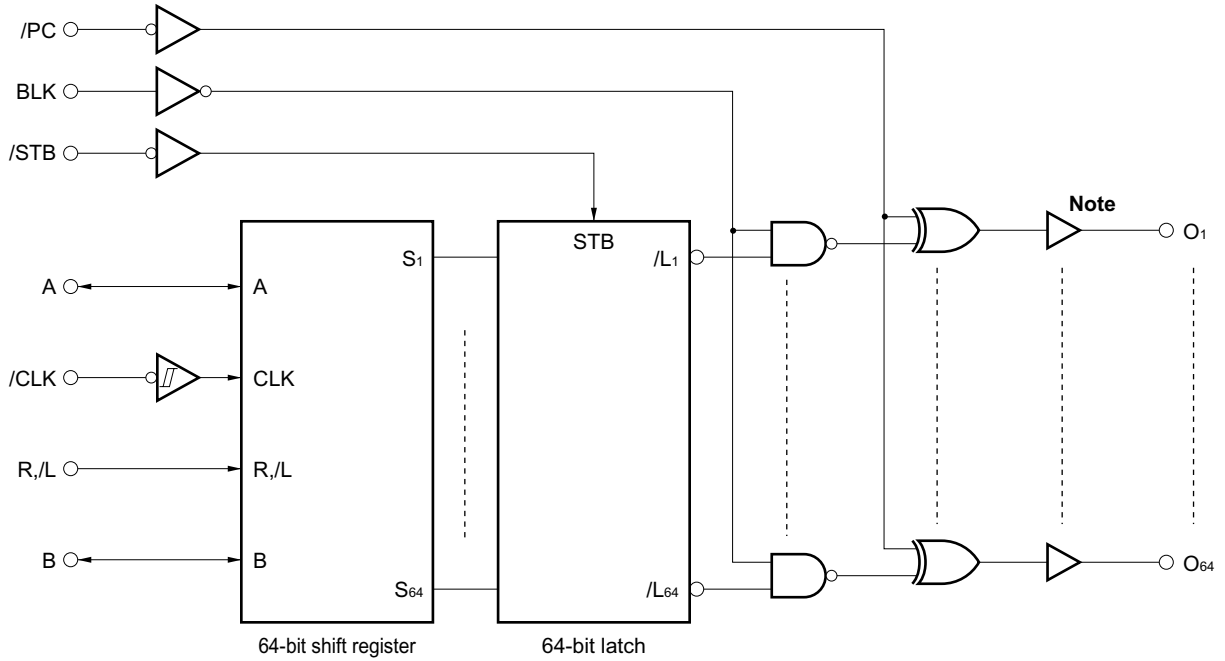 /PC
BLK
/STB
Note
STB
S1
/L1
O1
A
A
/CLK
CLK
R,/L
R,/L
B
B
S64
/L64
O64
64-bit shift register
64-bit latch